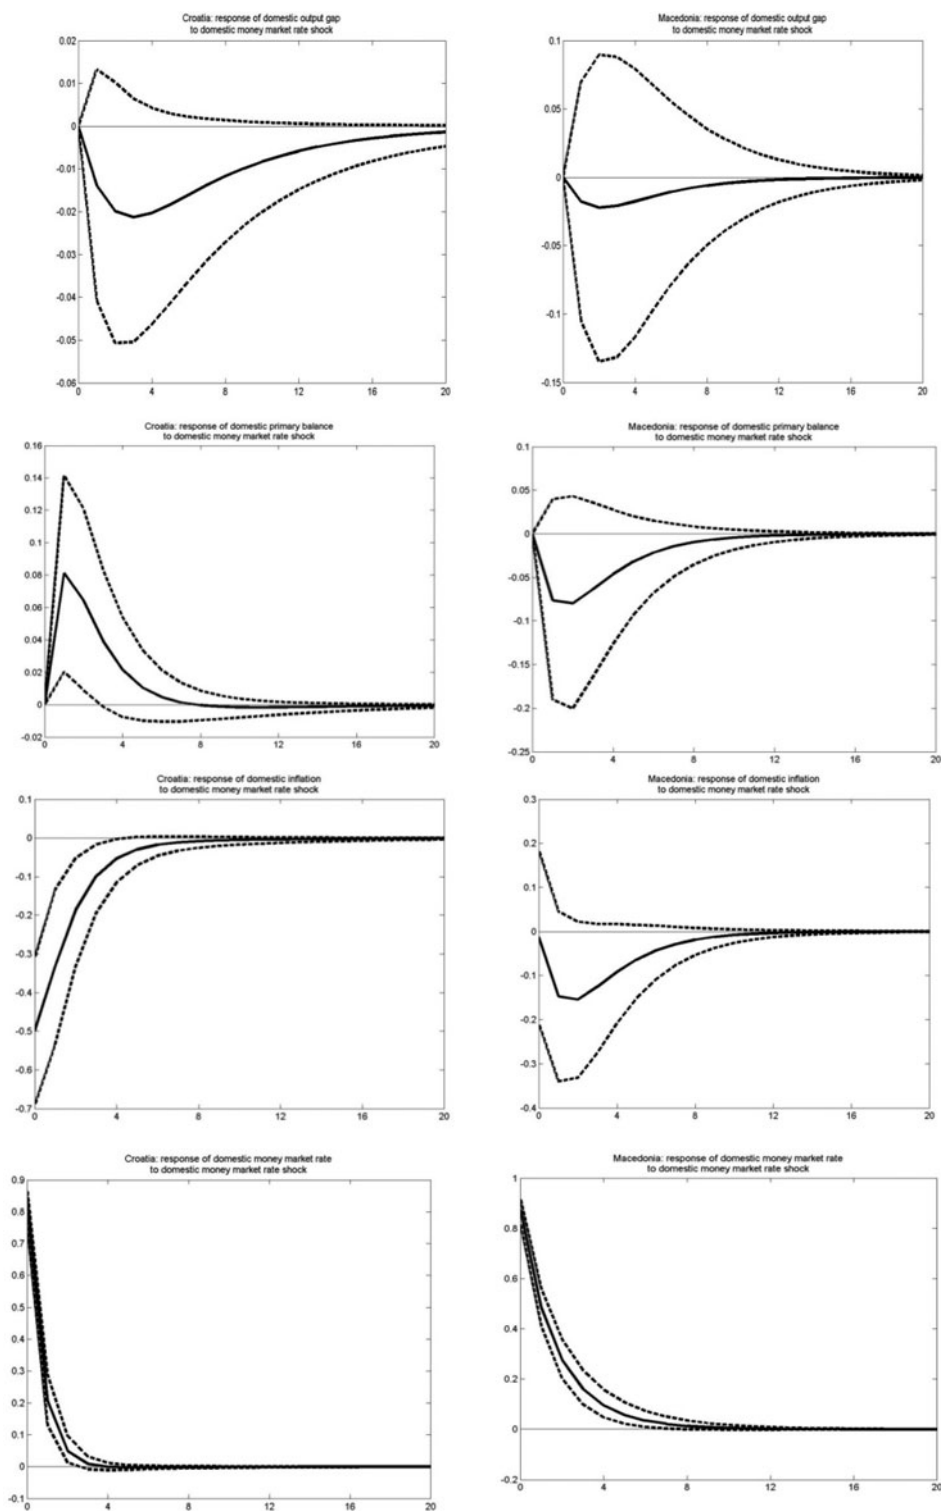 Croatia: response of domestic output gap
to domestic money market rate shock
0.02
0.01
0
-0.01
-0.02
-0.03
-0.04
-0.05
-0.06
0 4 8 12 16 20
Macedonia: response of domestic output gap
to domestic money market rate shock
0.1
0.05
0
-0.05
-0.1
-0.15
0 4 8 12 16 20
Croatia: response of domestic primary balance
to domestic money market rate shock
0.16
0.14
0.12
0.1
0.08
0.06
0.04
0.02
0
-0.02
0 4 8 12 16 20
Macedonia: response of domestic primary balance
to domestic money market rate shock
0.1
0.05
0
-0.05
-0.1
-0.15
-0.2
-0.25
0 4 8 12 16 20
Croatia: response of domestic inflation
to domestic money market rate shock
0.1
0
-0.1
-0.2
-0.3
-0.4
-0.5
-0.6
-0.7
0 4 8 12 16 20
Macedonia: response of domestic inflation
to domestic money market rate shock
0.3
0.2
0.1
0
-0.1
-0.2
-0.3
-0.4
0 4 8 12 16 20
Croatia: response of domestic money market rate
to domestic money market rate shock
0.9
0.8
0.7
0.6
0.5
0.4
0.3
0.2
0.1
0
-0.1
0 4 8 12 16 20
Macedonia: response of domestic money market rate
to domestic money market rate shock
1
0.8
0.6
0.4
0.2
0
-0.2
0 4 8 12 16 20